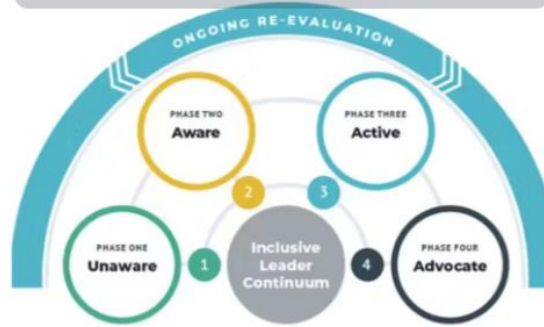 ONGOING RE-EVALUATION
PHASE TWO
Aware
PHASE THREE
Active
2
3
PHASE ONE
Unaware
1
Inclusive
Leader
Continuum
4
PHASE FOUR
Advocate